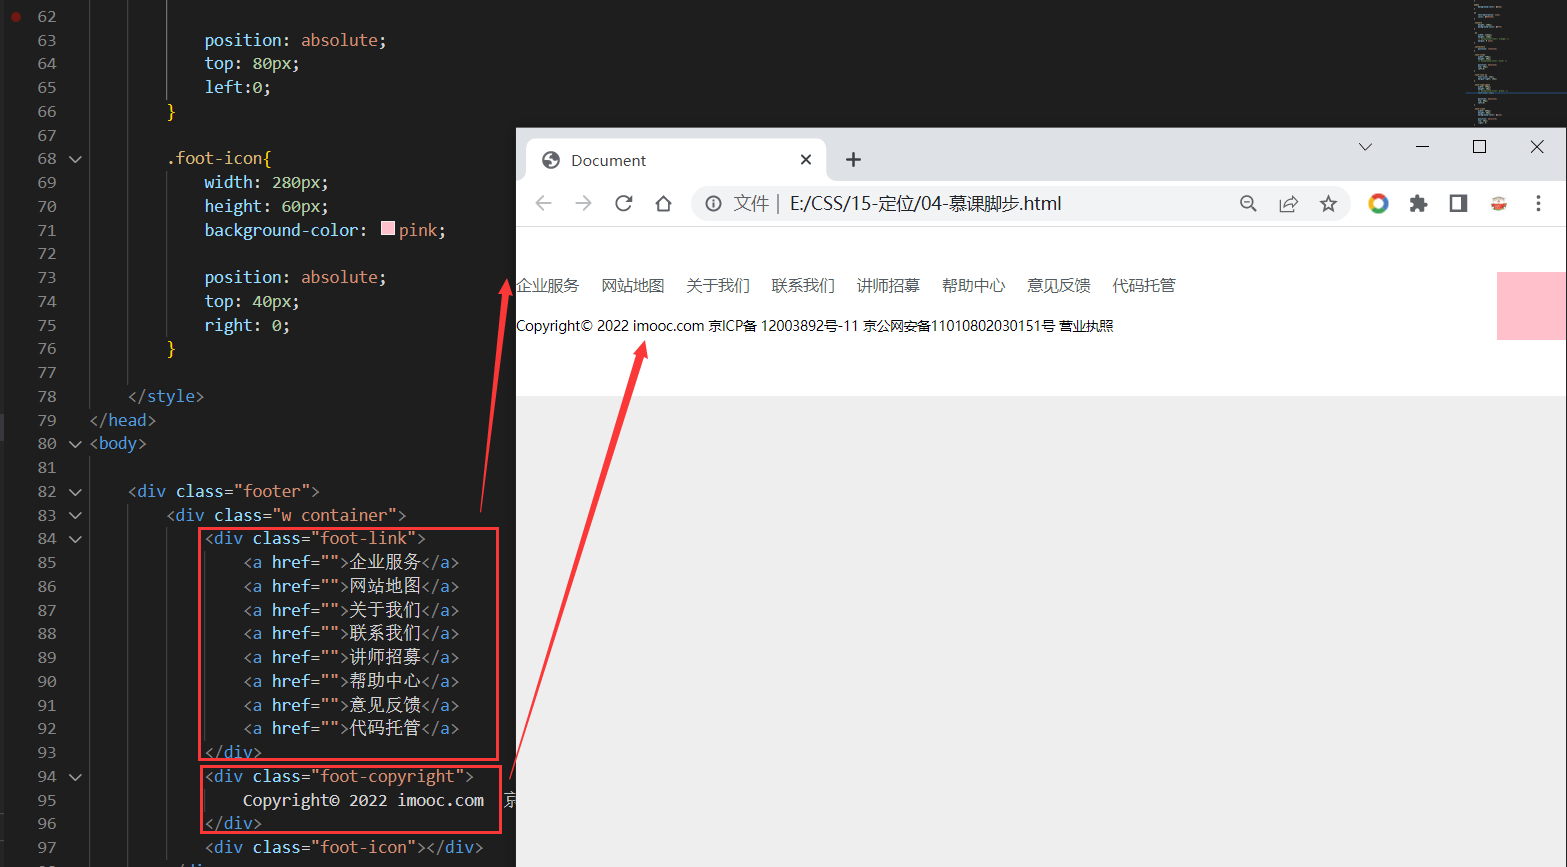 62
63 position: absolute;
64 top: 80px;
65 left:0;
66 }
67
68 .foot-icon{
69 width: 280px;
70 height: 60px;
71 background-color: pink;
72
73 position: absolute;
74 top: 40px;
75 right: 0;
76 }
77
78 </style>
79 </head>
80 <body>
81
82 <div class="footer">
83 <div class="w container">
84 <div class="foot-link">
85 <a href="">企业服务</a>
86 <a href="">网站地图</a>
87 <a href="">关于我们</a>
88 <a href="">联系我们</a>
89 <a href="">讲师招募</a>
90 <a href="">帮助中心</a>
91 <a href="">意见反馈</a>
92 <a href="">代码托管</a>
93 </div>
94 <div class="foot-copyright">
95 Copyright© 2022 imooc.com 京
96 </div>
97 <div class="foot-icon"></div>
Document
文件 | E:/CSS/15-定位/04-慕课脚步.html
企业服务 网站地图 关于我们 联系我们 讲师招募 帮助中心 意见反馈 代码托管
Copyright© 2022 imooc.com 京ICP备 12003892号-11 京公网安备11010802030151号 营业执照